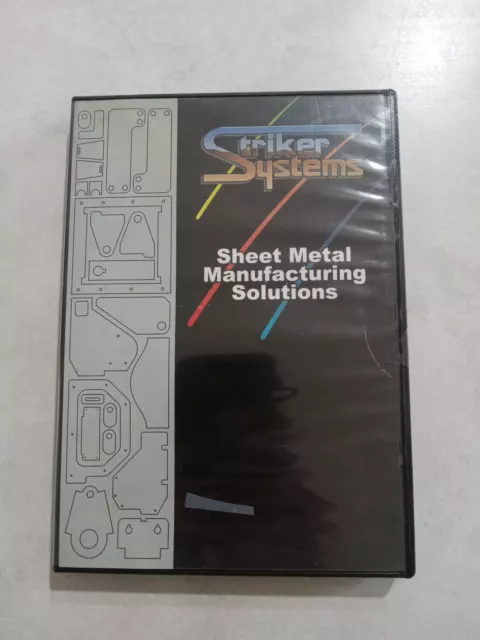 Striker
Systems
Sheet Metal
Manufacturing
Solutions